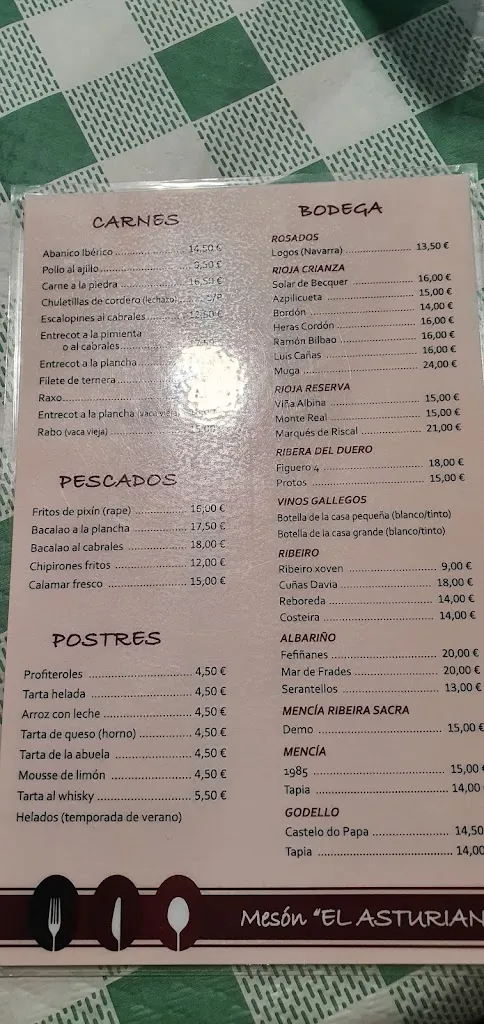 CARNES
Abanico Ibérico 14,50 €
Pollo al ajillo 9,50 €
Carne a la piedra 16,50 €
Chuletillas de cordero (lechazo) S/P
Escalopines al cabrales 12,50 €
Entrecot a la pimienta
o al cabrales
Entrecot a la plancha
Filete de ternera
Raxo
Entrecot a la plancha (vaca vieja)
Rabo (vaca vieja)
PESCADOS
Fritos de pixín (rape) 16,00 €
Bacalao a la plancha 17,50 €
Bacalao al cabrales 18,00 €
Chipirones fritos 12,00 €
Calamar fresco 15,00 €
POSTRES
Profiteroles 4,50 €
Tarta helada 4,50 €
Arroz con leche 4,50 €
Tarta de queso (horno) 4,50 €
Tarta de la abuela 4,50 €
Mousse de limón 4,50 €
Tarta al whisky 5,50 €
Helados (temporada de verano)
BODEGA
ROSADOS
Logos (Navarra) 13,50 €
RIOJA CRIANZA
Solar de Becquer 16,00 €
Azpilicueta 15,00 €
Bordón 14,00 €
Heras Cordón 16,00 €
Ramón Bilbao 16,00 €
Luis Cañas 16,00 €
Muga 24,00 €
RIOJA RESERVA
Viña Albina 15,00 €
Monte Real 15,00 €
Marqués de Riscal 21,00 €
RIBERA DEL DUERO
Figuero 4 18,00 €
Protos 15,00 €
VINOS GALLEGOS
Botella de la casa pequeña (blanco/tinto)
Botella de la casa grande (blanco/tinto)
RIBEIRO
Ribeiro xoven 9,00 €
Cuñas Davia 18,00 €
Reboreda 14,00 €
Costeira 14,00 €
ALBARIÑO
Fefiñanes 20,00 €
Mar de Frades 20,00 €
Serantellos 13,00 €
MENCÍA RIBEIRA SACRA
Demo 15,00 €
MENCÍA
1985 15,00
Tapia 14,00
GODELLO
Castelo do Papa 14,50
Tapia 14,00
Mesón "EL ASTURIAN